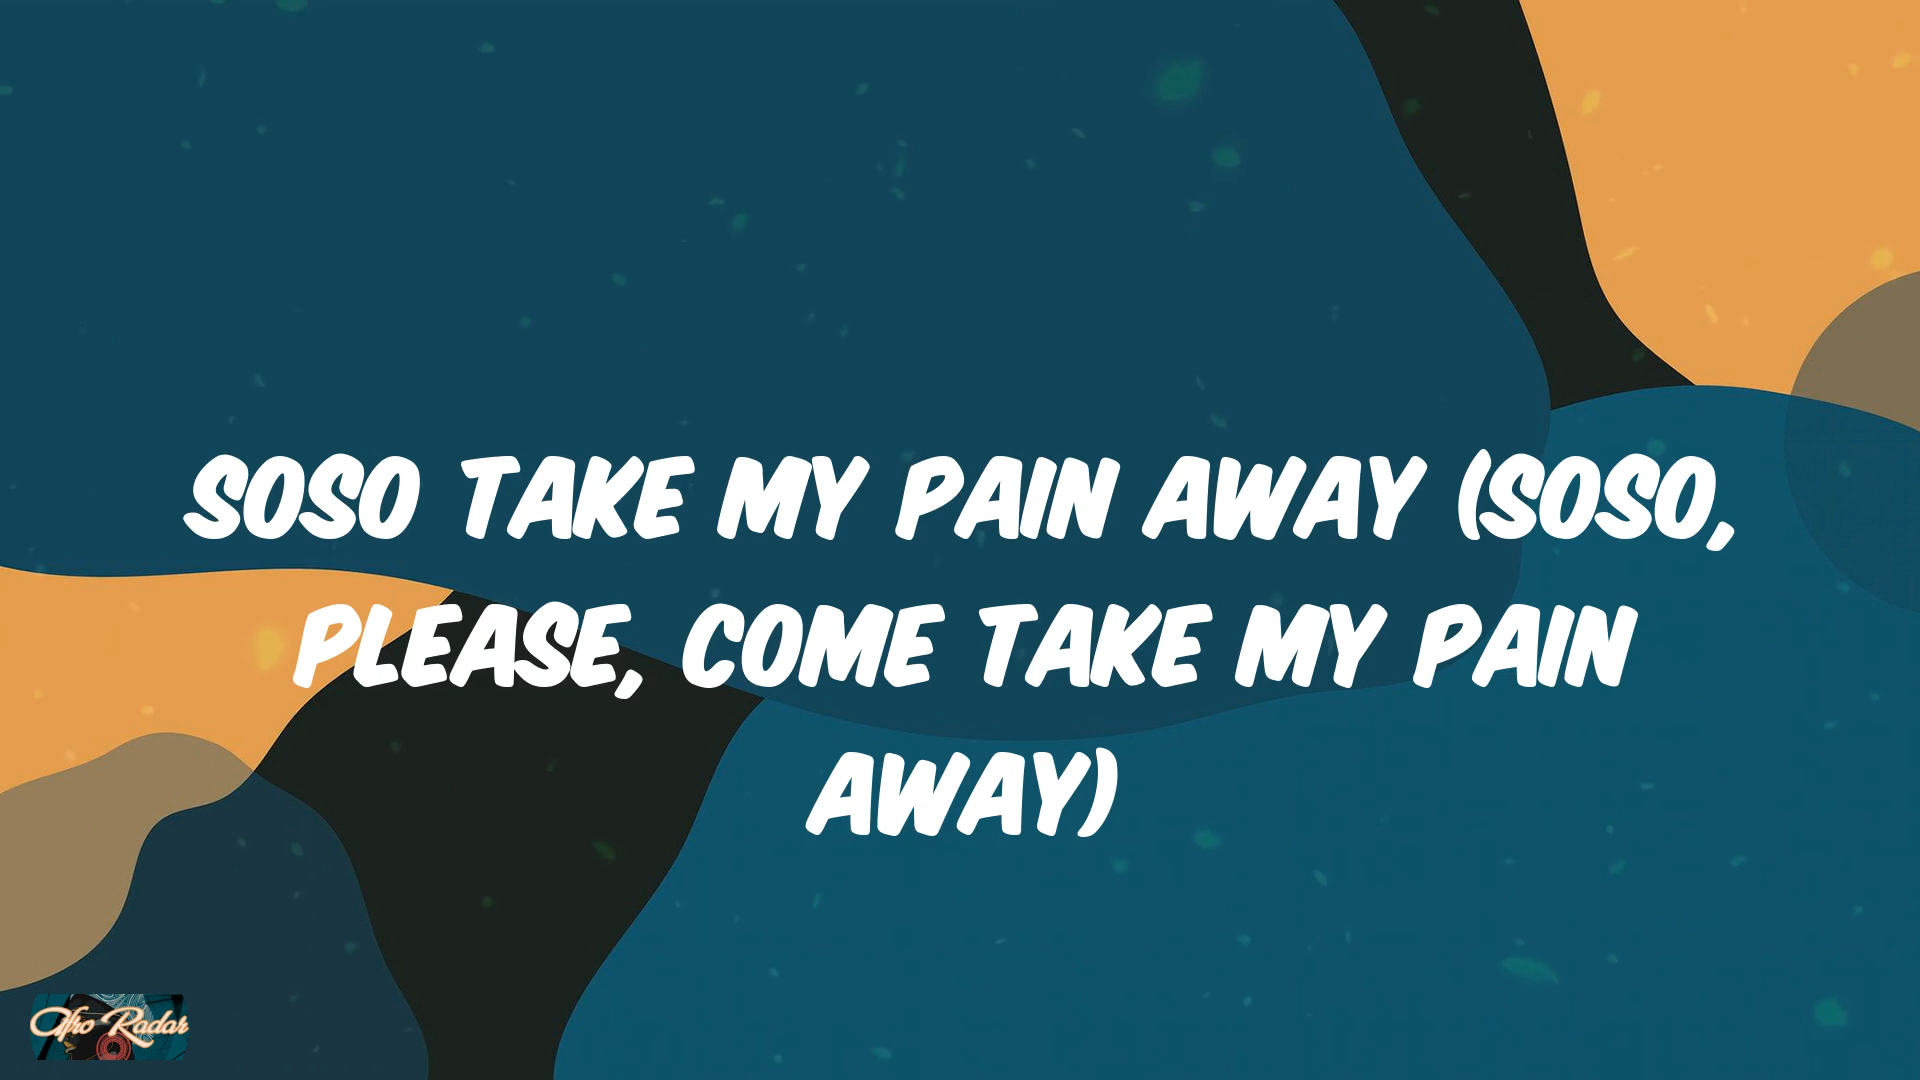 SOSO TAKE MY PAIN AWAY (SOSO,
PLEASE, COME TAKE MY PAIN
AWAY)
Afro Radar